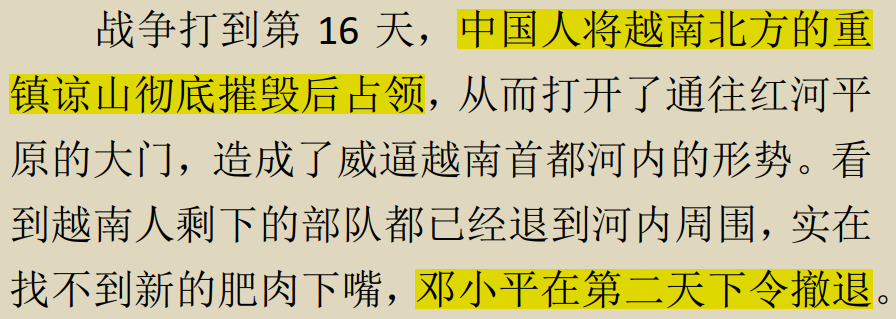 战争打到第 16 天，中国人将越南北方的重
镇谅山彻底摧毁后占领，从而打开了通往红河平
原的大门，造成了威逼越南首都河内的形势。看
到越南人剩下的部队都已经退到河内周围，实在
找不到新的肥肉下嘴，邓小平在第二天下令撤退。